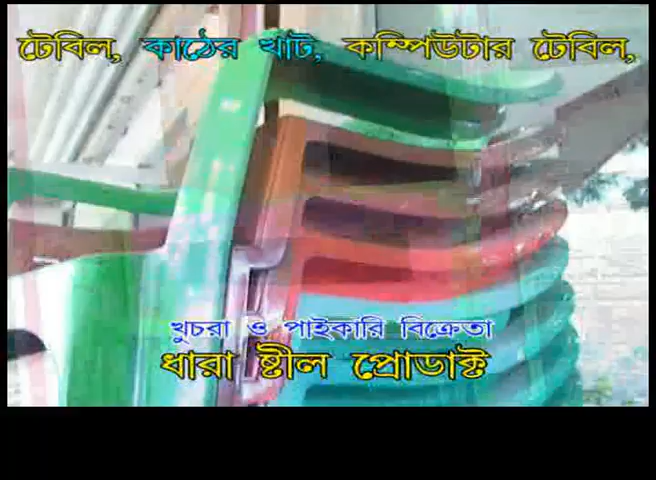 টেবিল, কাঠের খাট, কম্পিউটার টেবিল,
খুচরা ও পাইকারি বিক্রেতা
ধারা ষ্টীল প্রোডাক্ট